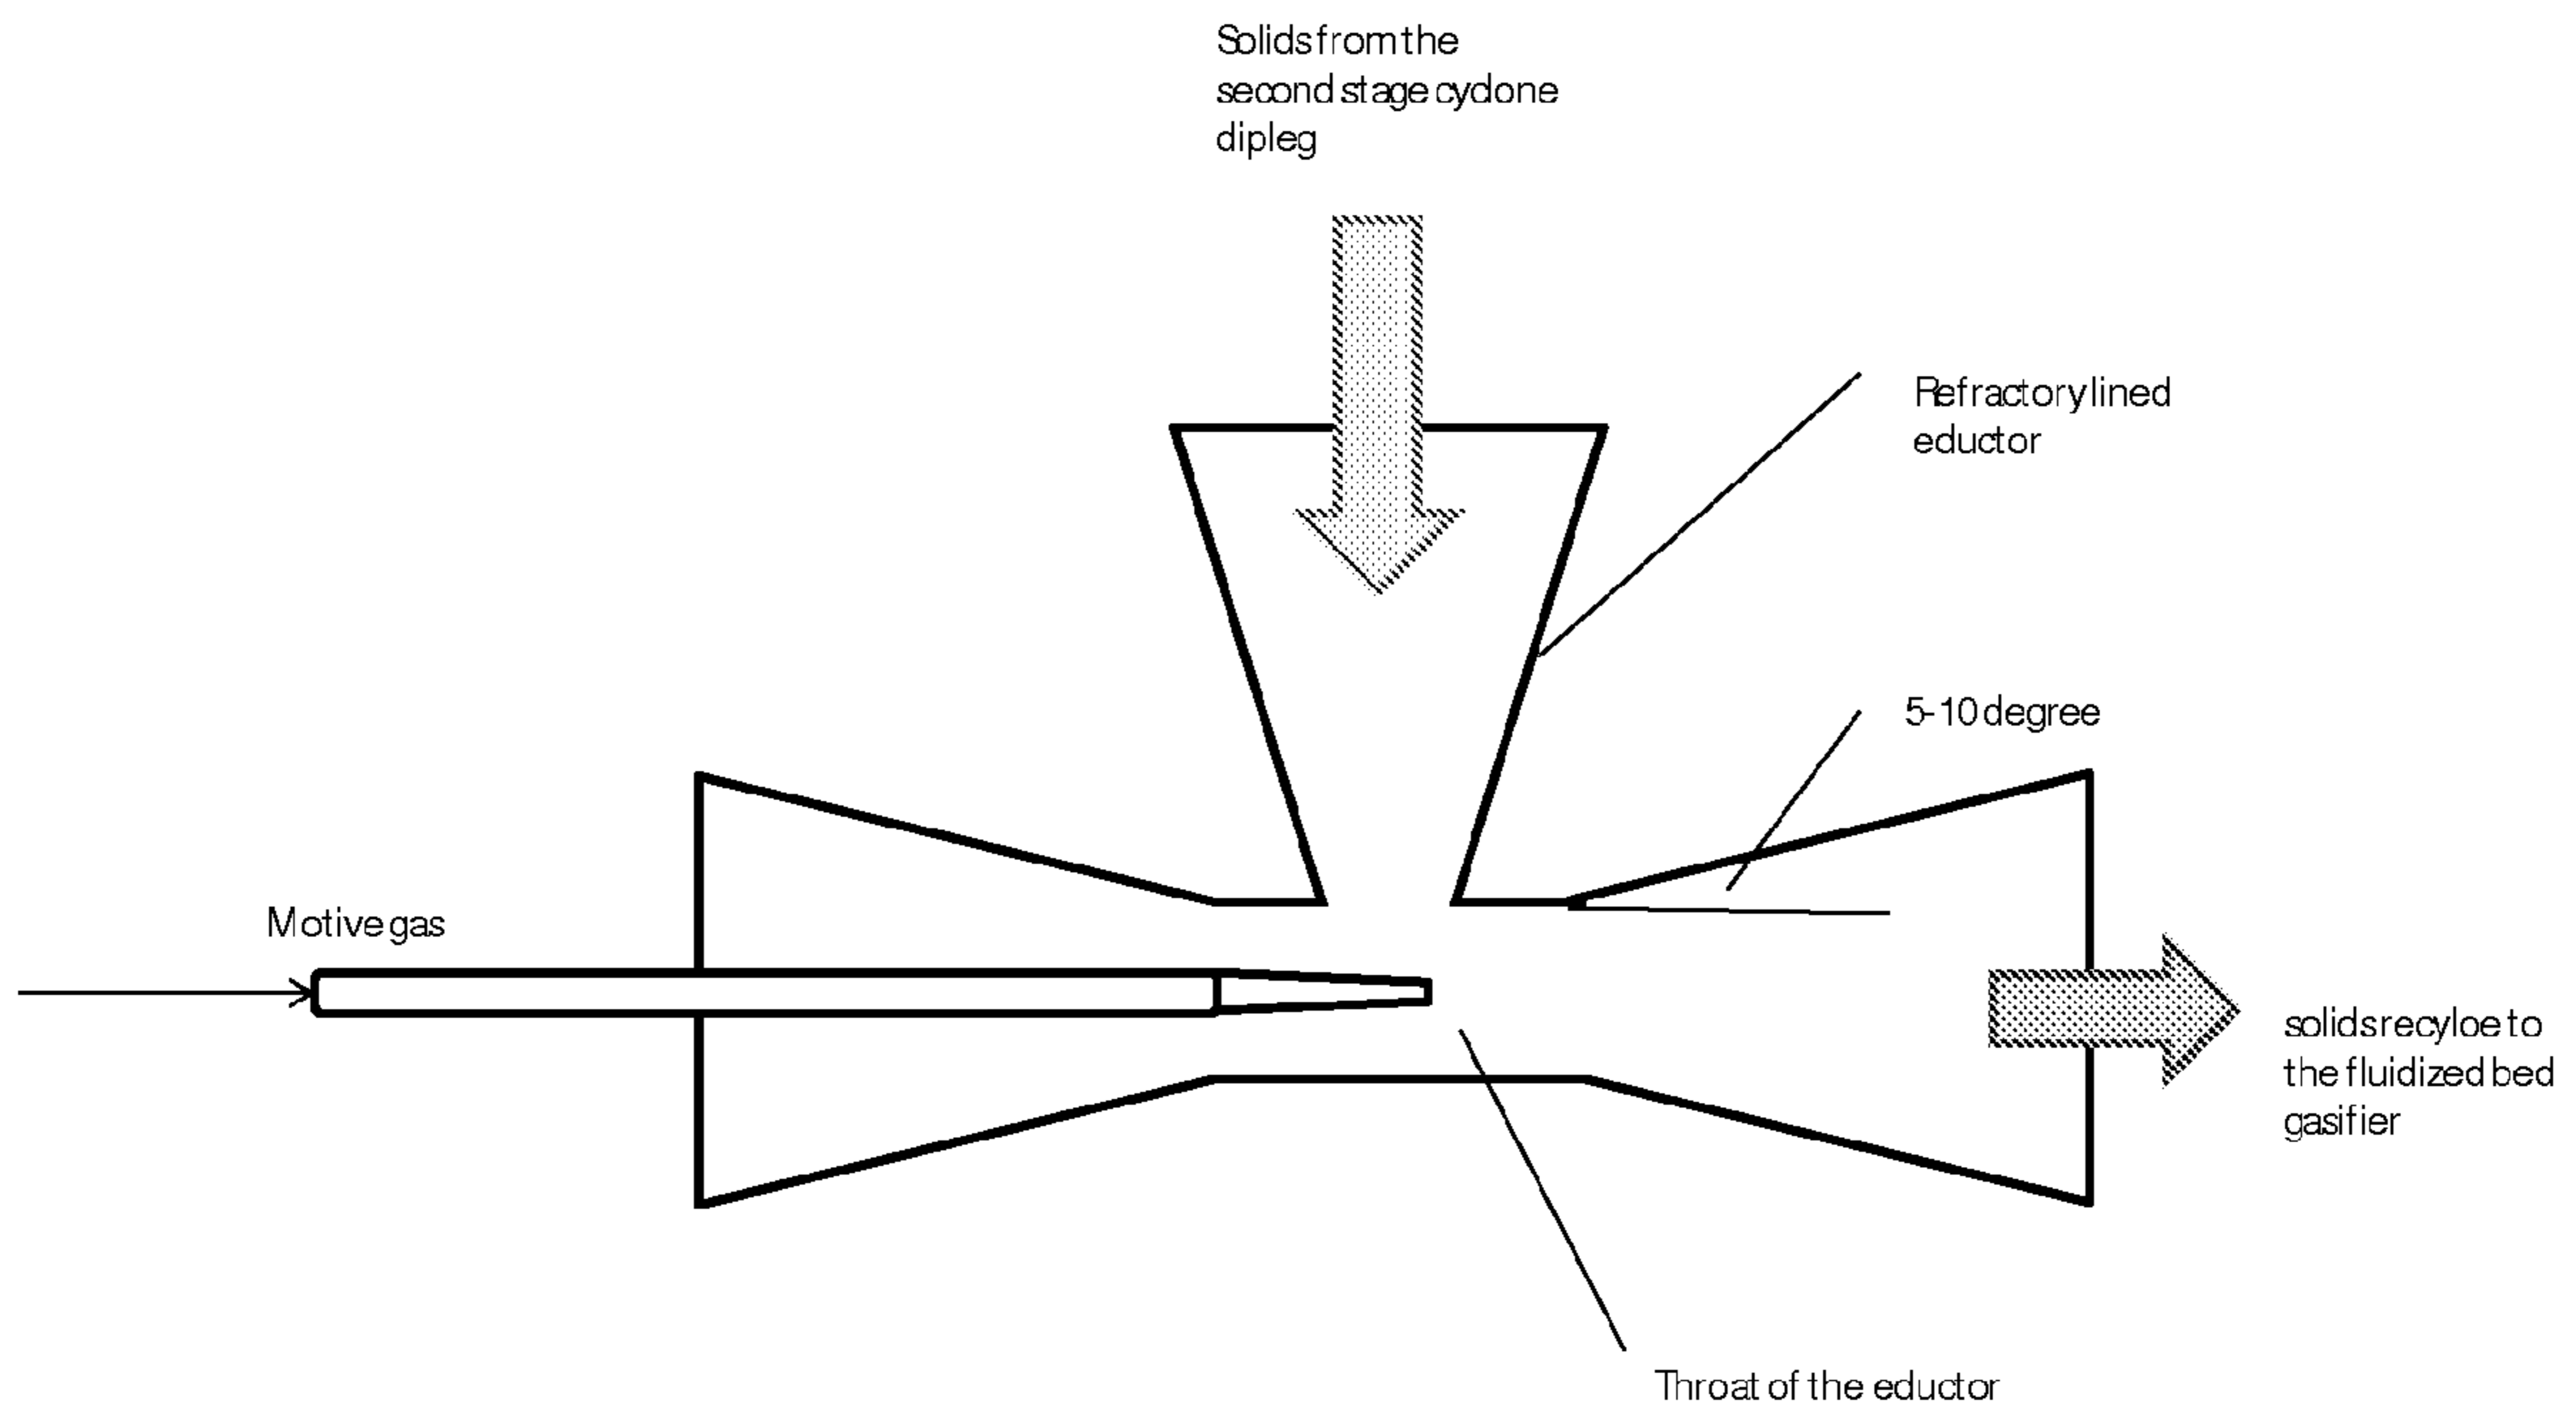 Solids from the
second stage cyclone
dipleg
Refractory lined
eductor
5-10 degree
Motive gas
solids recyloe to
the fluidized bed
gasifier
Throat of the eductor